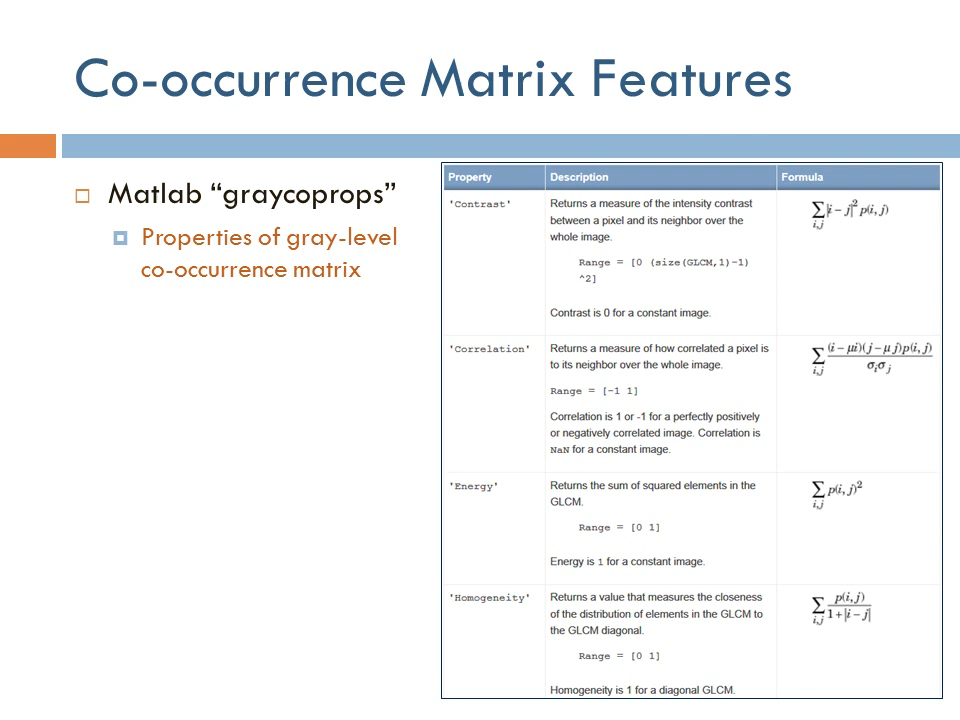 Co-occurrence Matrix Features
Matlab “graycoprops”
Properties of gray-level
co-occurrence matrix
Property Description Formula
'Contrast' Returns a measure of the intensity contrast
between a pixel and its neighbor over the
whole image.
Range = [0 (size(GLCM,1)-1)
^2]
Contrast is 0 for a constant image.
∑ |i − j|² p(i, j)
i,j
'Correlation' Returns a measure of how correlated a pixel is
to its neighbor over the whole image.
Range = [-1 1]
Correlation is 1 or -1 for a perfectly positively
or negatively correlated image. Correlation is
NaN for a constant image.
∑ (i − μi)(j − μj)p(i, j)
i,j σᵢσⱼ
'Energy' Returns the sum of squared elements in the
GLCM.
Range = [0 1]
Energy is 1 for a constant image.
∑ p(i, j)²
i,j
'Homogeneity' Returns a value that measures the closeness
of the distribution of elements in the GLCM to
the GLCM diagonal.
Range = [0 1]
Homogeneity is 1 for a diagonal GLCM.
∑ p(i, j)
i,j 1 + |i − j|